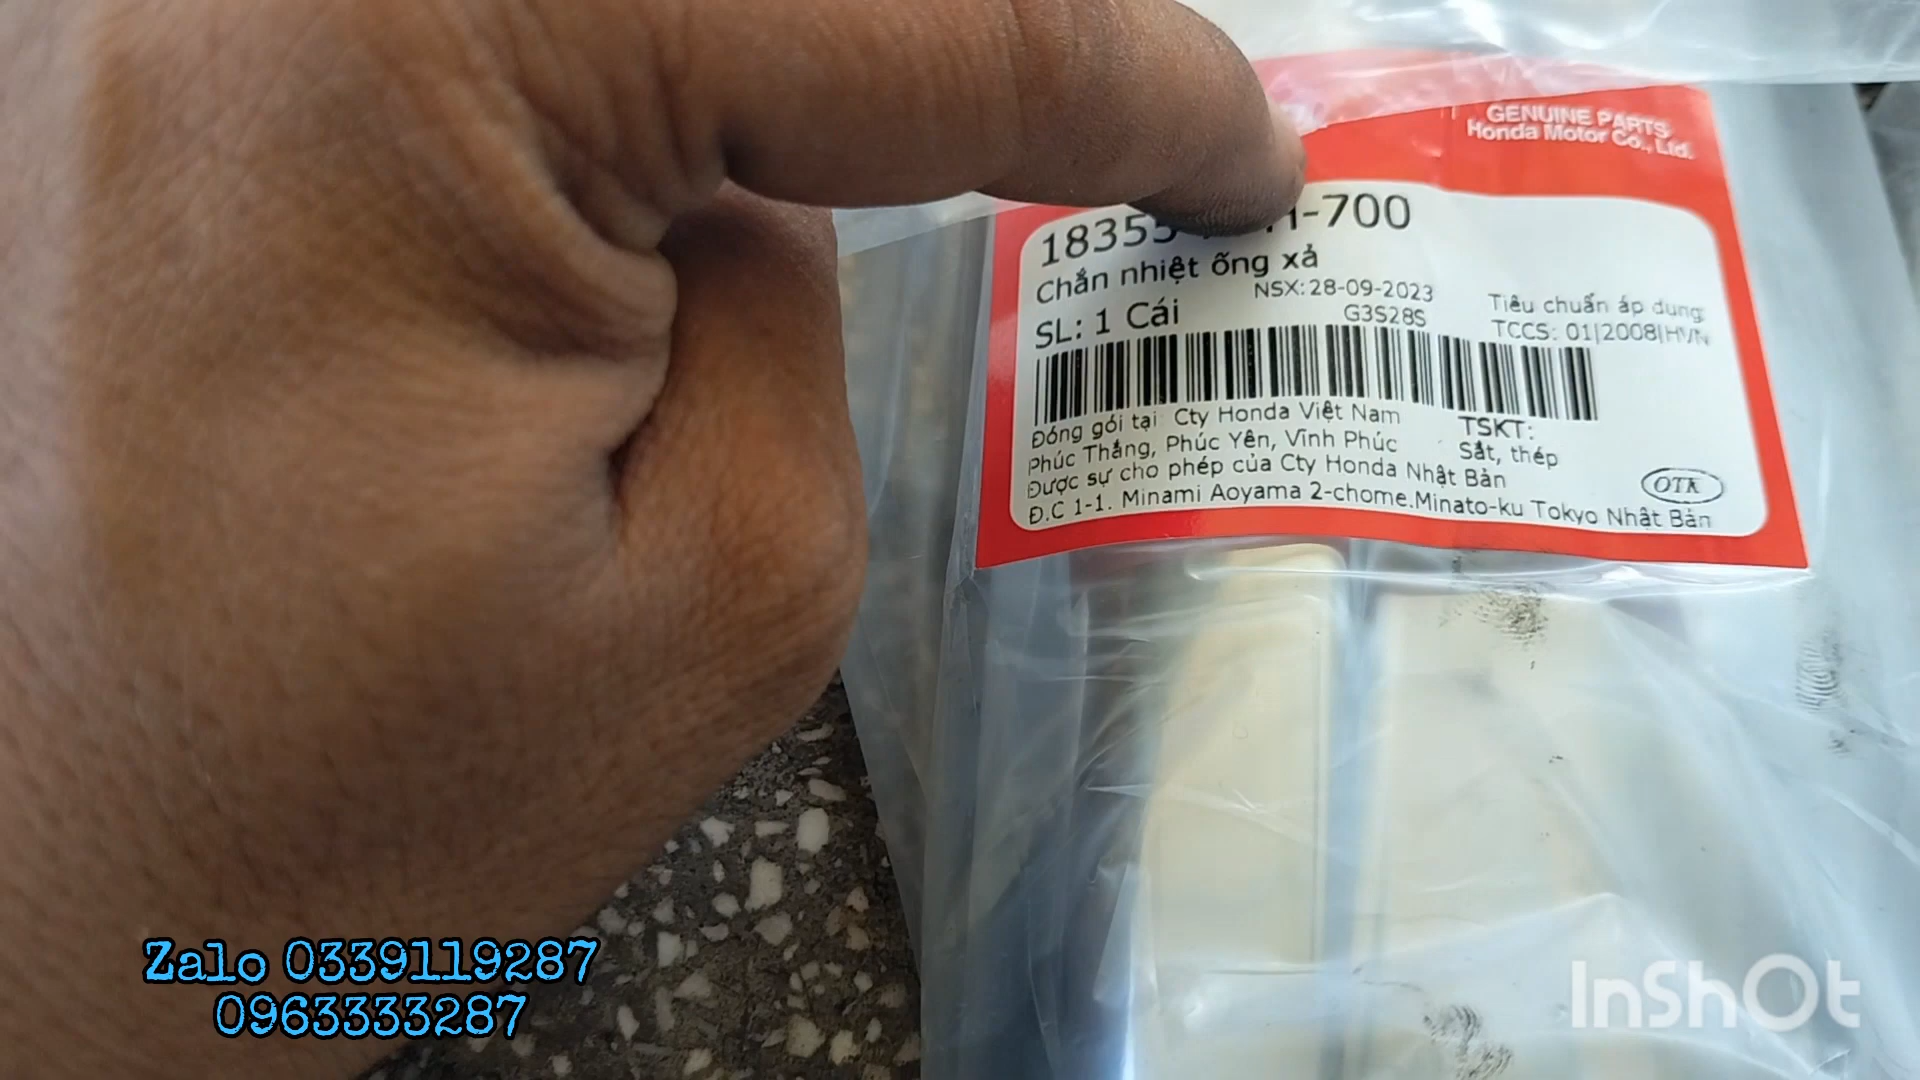 GENUINE PARTS
Honda Motor Co., Ltd.
-700
Chắn nhiệt ống xả
NSX: 28-09-2023
SL: 1 Cái
G3S28S
Tiêu chuẩn áp dụng
TCCS: 01|2008|HVN
Đóng gói tại Cty Honda Việt Nam
Phúc Thắng, Phúc Yên, Vĩnh Phúc
Được sự cho phép của Cty Honda Nhật Bản
Đ.C 1-1. Minami Aoyama 2-chome.Minato-ku Tokyo Nhật Bản
TSKT:
Sắt, thép
OTK
Zalo 0339119287
0963333287
InShOt